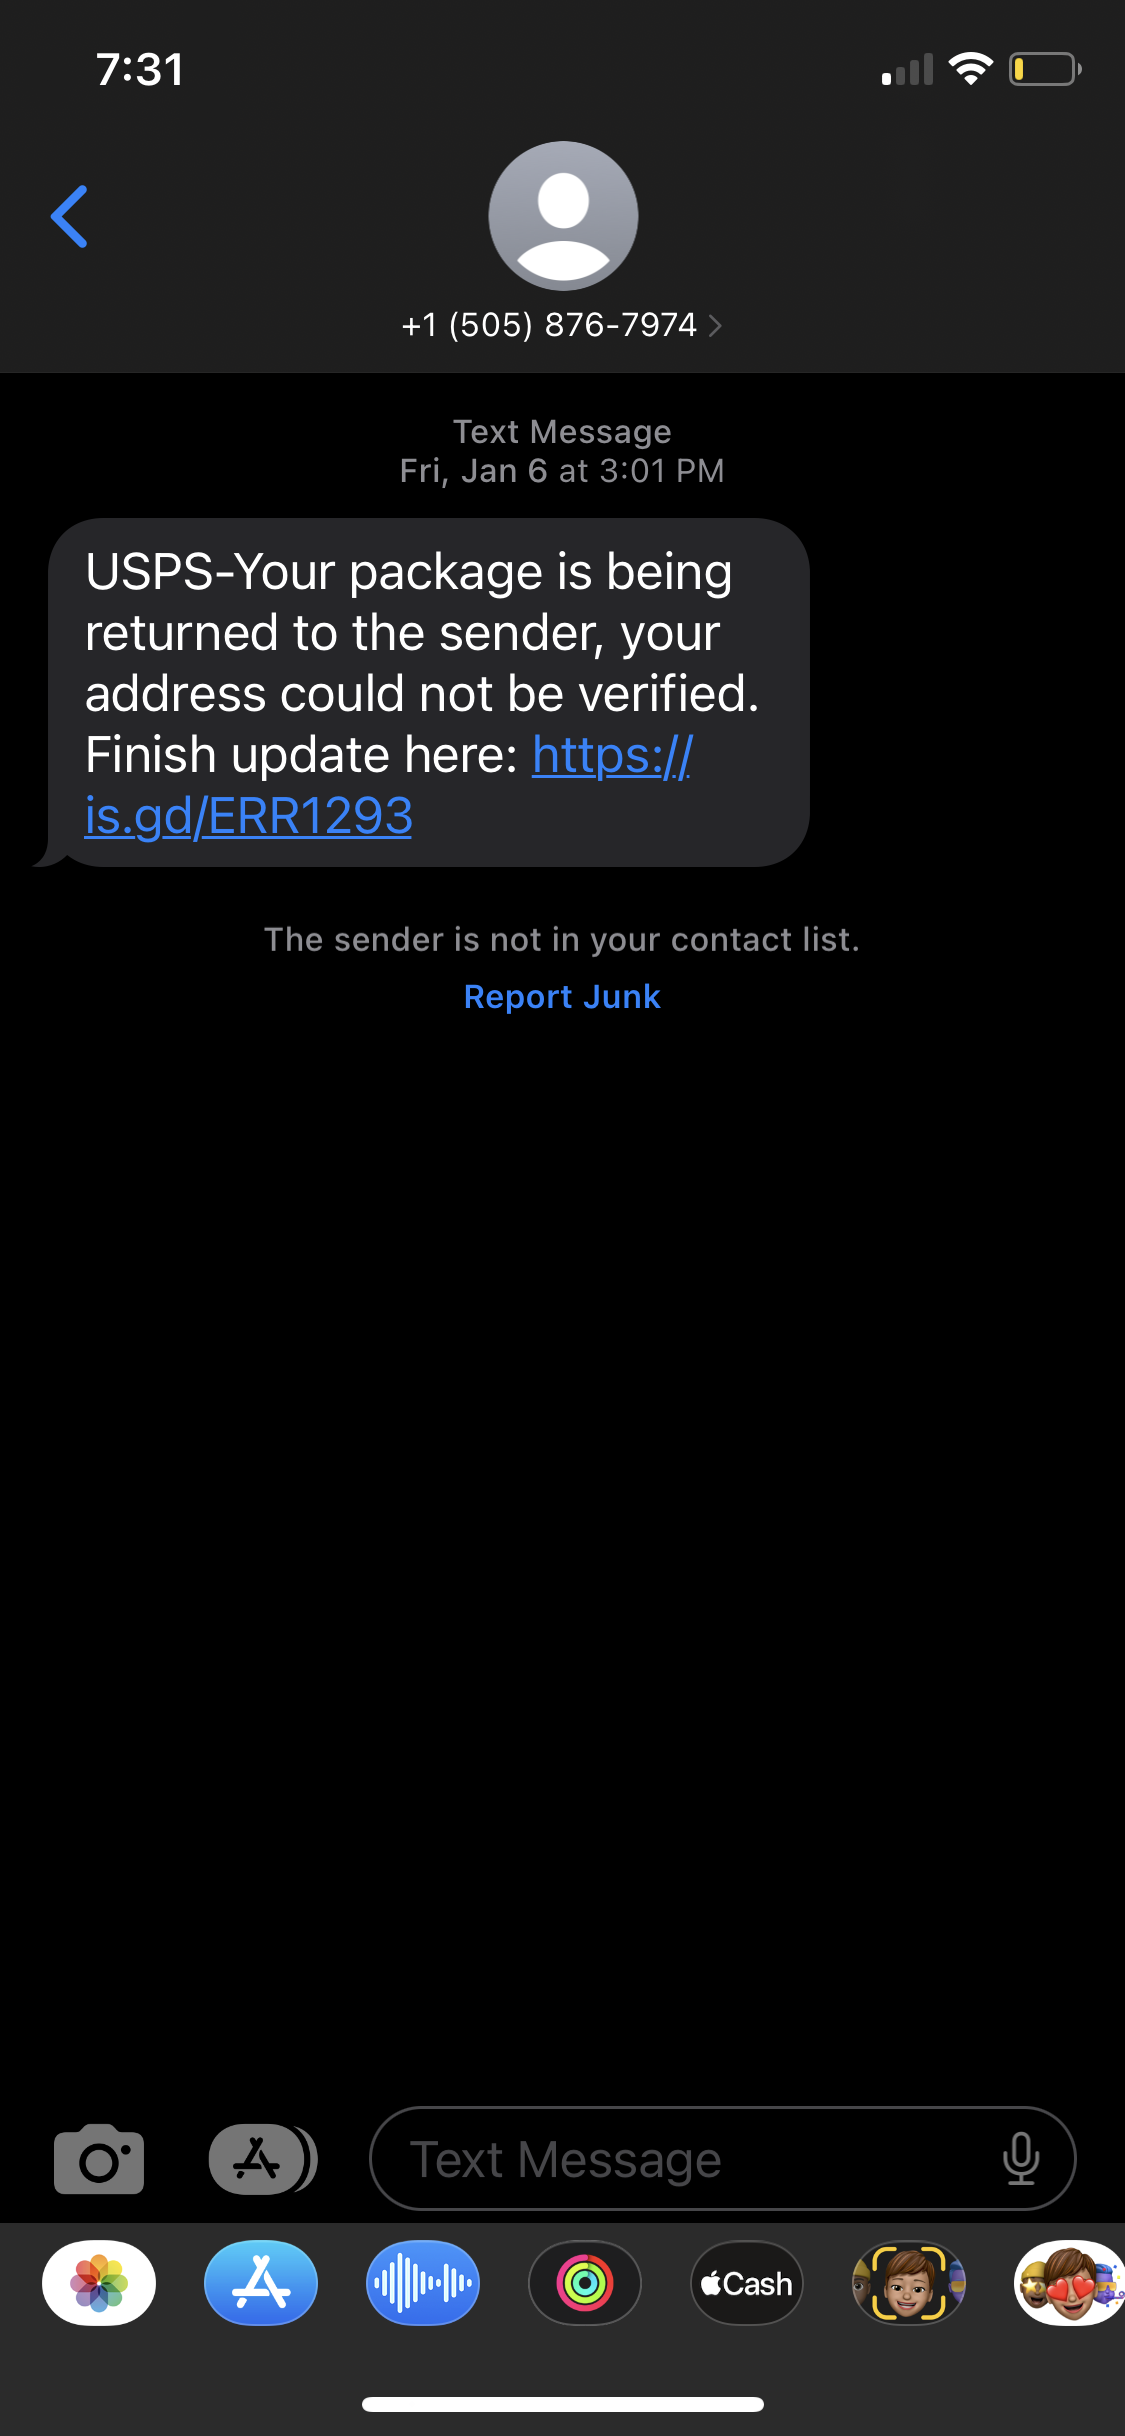 7:31
+1 (505) 876-7974
Text Message
Fri, Jan 6 at 3:01 PM
USPS-Your package is being
returned to the sender, your
address could not be verified.
Finish update here: https://
is.gd/ERR1293
The sender is not in your contact list.
Report Junk
Text Message
Cash